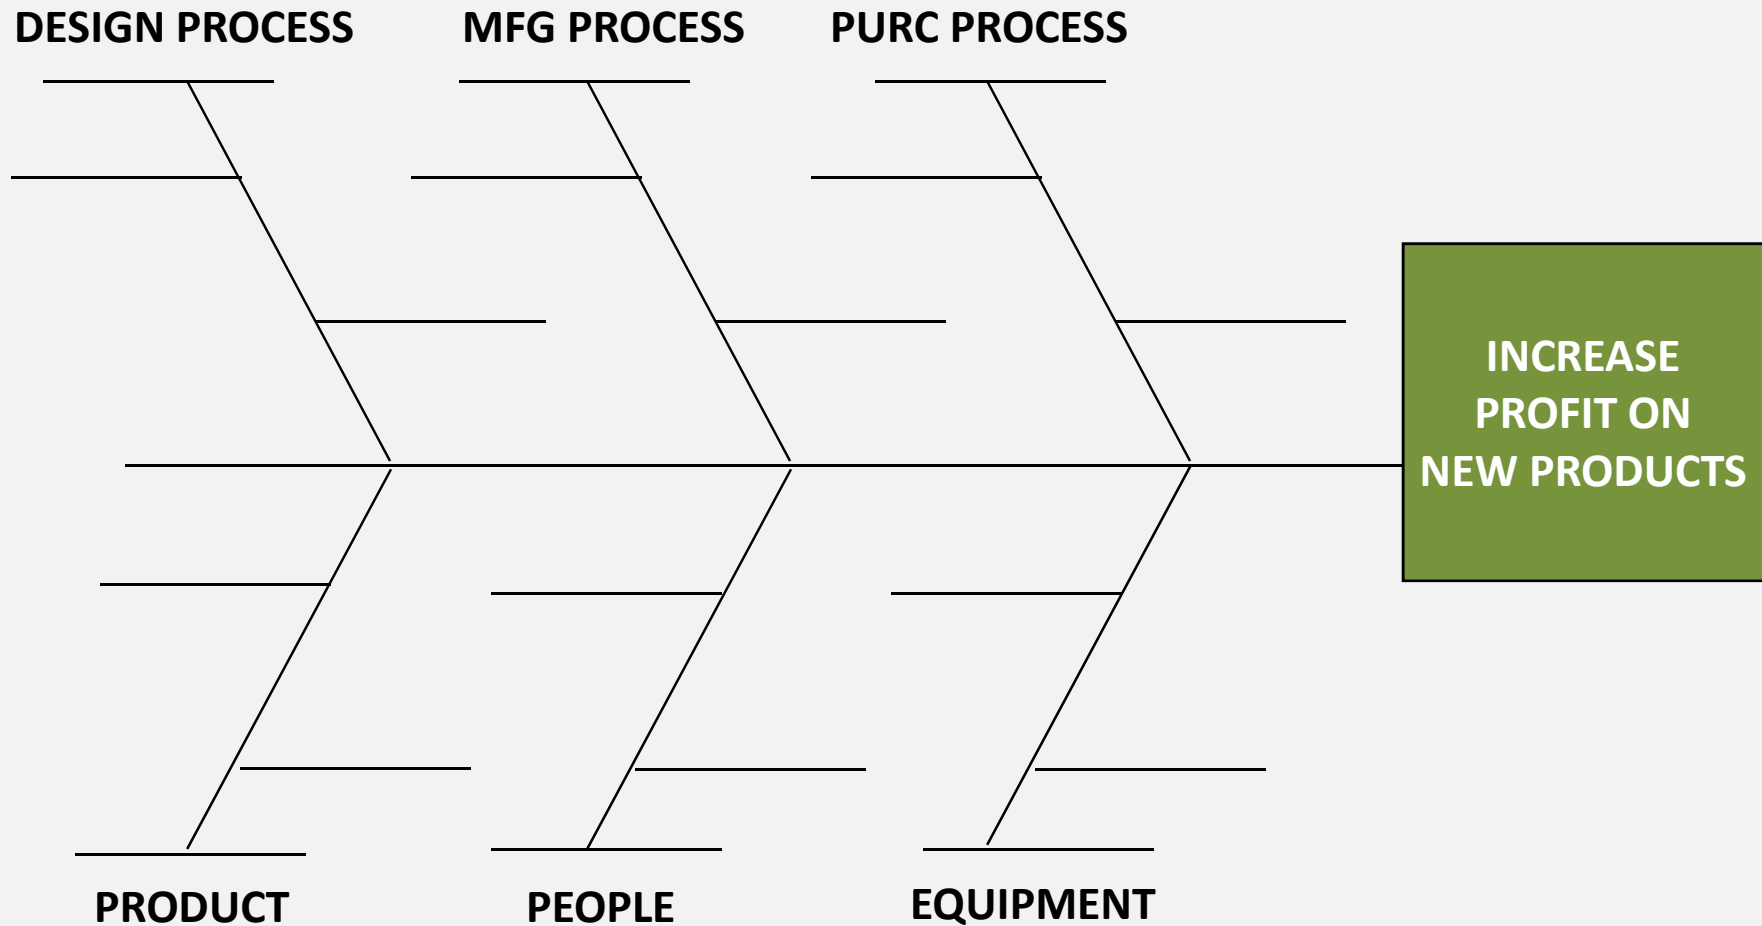 DESIGN PROCESS
MFG PROCESS
PURC PROCESS
INCREASE
PROFIT ON
NEW PRODUCTS
PRODUCT
PEOPLE
EQUIPMENT